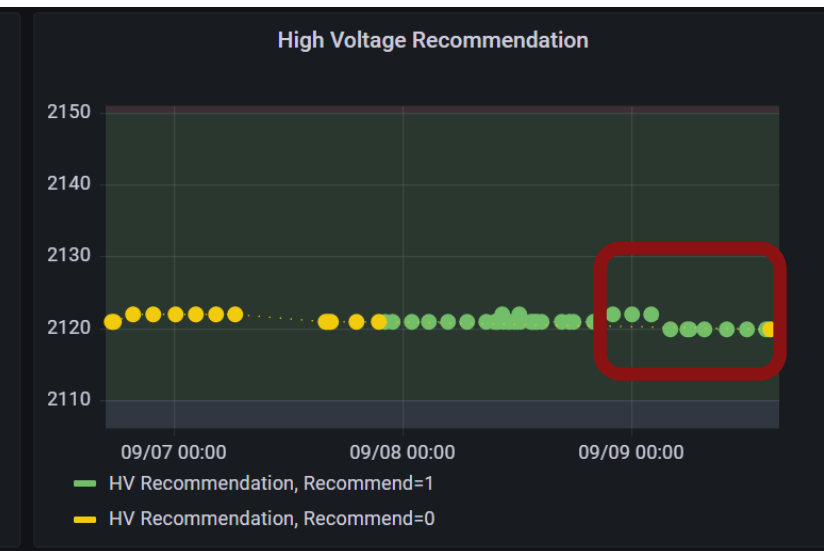 High Voltage Recommendation
2150
2140
2130
2120
2110
09/07 00:00 09/08 00:00 09/09 00:00
HV Recommendation, Recommend=1
HV Recommendation, Recommend=0